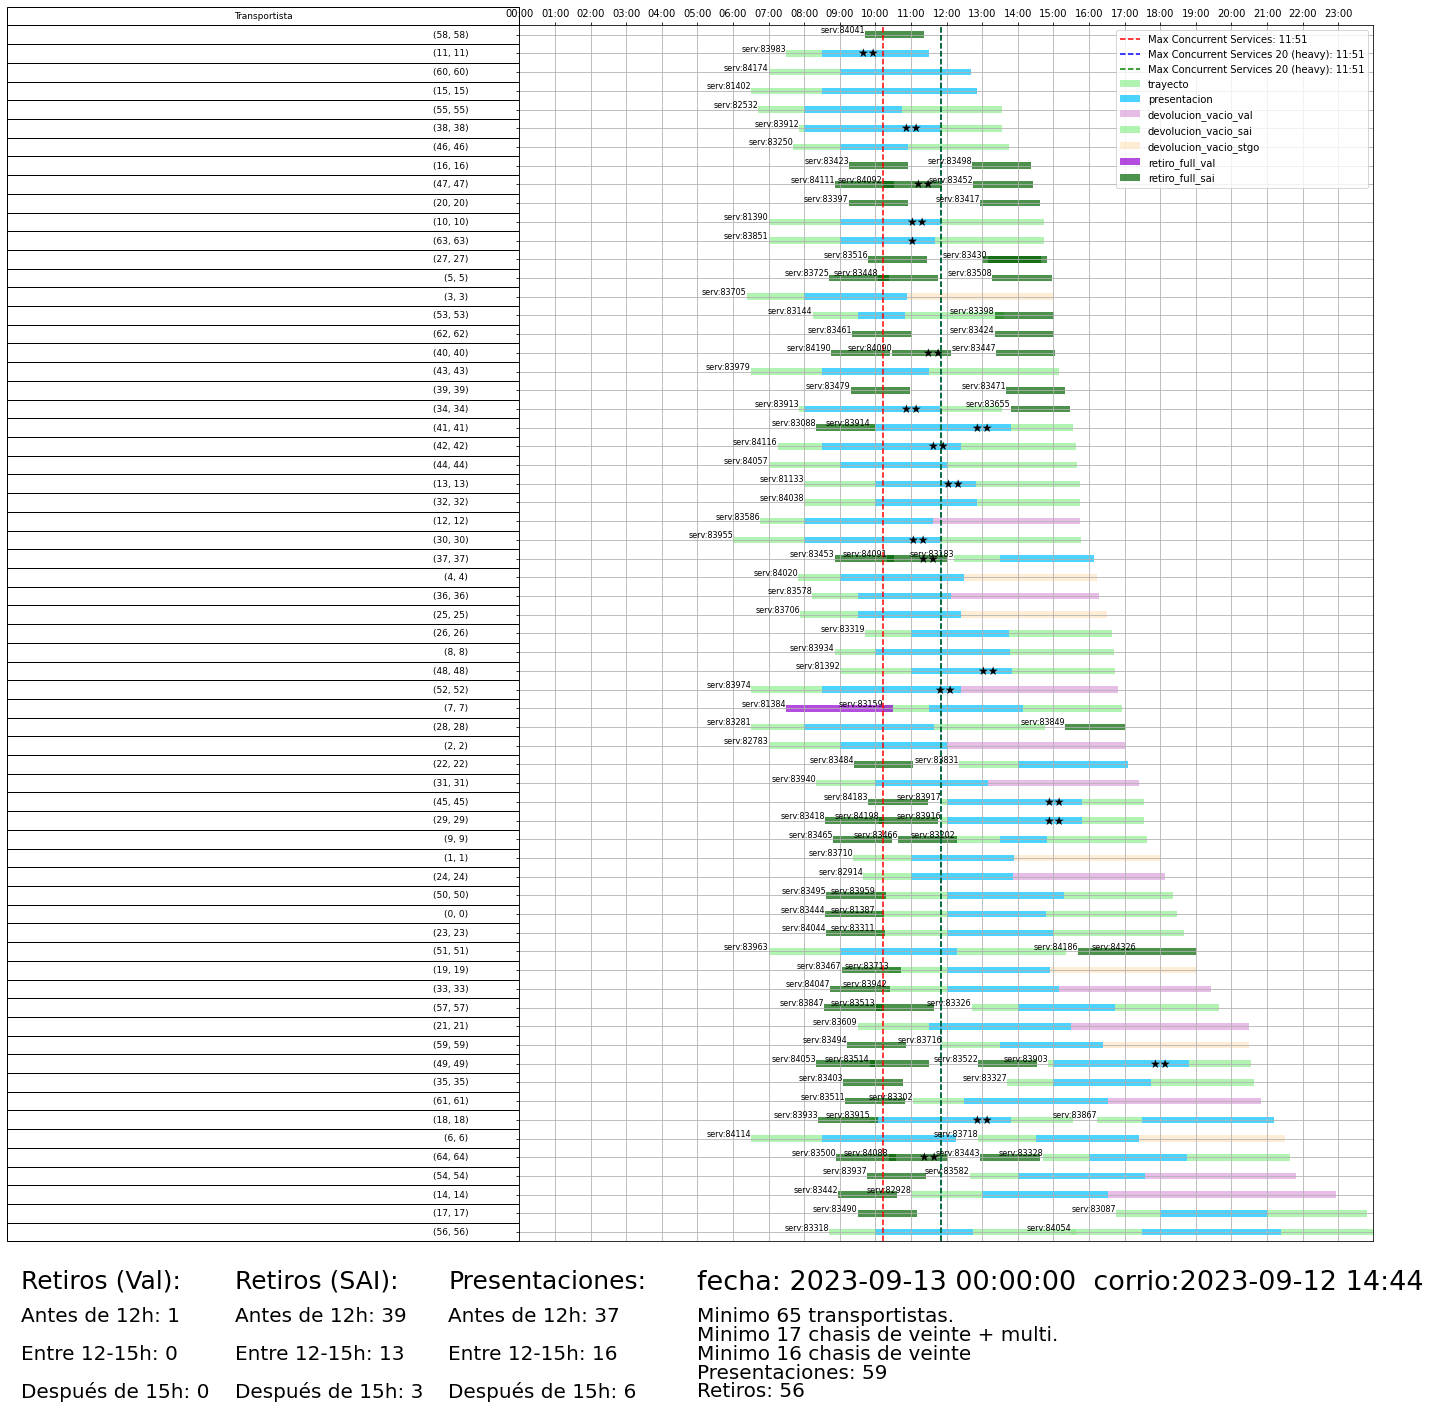 Transportista
00:00 01:00 02:00 03:00 04:00 05:00 06:00 07:00 08:00 09:00 10:00 11:00 12:00 13:00 14:00 15:00 16:00 17:00 18:00 19:00 20:00 21:00 22:00 23:00
Max Concurrent Services: 11:51
Max Concurrent Services 20 (heavy): 11:51
Max Concurrent Services 20 (heavy): 11:51
trayecto
presentacion
devolucion_vacio_val
devolucion_vacio_sai
devolucion_vacio_stgo
retiro_full_val
retiro_full_sai
(58, 58) serv:84041
(11, 11) serv:83983
(60, 60) serv:84174
(15, 15) serv:81402
(55, 55) serv:82532
(38, 38) serv:83912
(46, 46) serv:83250
(16, 16) serv:83423 serv:83498
(47, 47) serv:84111 serv:84092 serv:83452
(20, 20) serv:83397 serv:83417
(10, 10) serv:81390
(63, 63) serv:83851
(27, 27) serv:83516 serv:83430
(5, 5) serv:83725 serv:83448 serv:83508
(3, 3) serv:83705
(53, 53) serv:83144 serv:83398
(62, 62) serv:83461 serv:83424
(40, 40) serv:84190 serv:84090 serv:83447
(43, 43) serv:83979
(39, 39) serv:83479 serv:83471
(34, 34) serv:83913 serv:83655
(41, 41) serv:83088 serv:83914
(42, 42) serv:84116
(44, 44) serv:84057
(13, 13) serv:81133
(32, 32) serv:84038
(12, 12) serv:83586
(30, 30) serv:83955
(37, 37) serv:83453 serv:84091 serv:83183
(4, 4) serv:84020
(36, 36) serv:83578
(25, 25) serv:83706
(26, 26) serv:83319
(8, 8) serv:83934
(48, 48) serv:81392
(52, 52) serv:83974
(7, 7) serv:81384 serv:83159
(28, 28) serv:83281 serv:83849
(2, 2) serv:82783
(22, 22) serv:83484 serv:83831
(31, 31) serv:83940
(45, 45) serv:84183 serv:83917
(29, 29) serv:83418 serv:84198 serv:83916
(9, 9) serv:83465 serv:83466 serv:83202
(1, 1) serv:83710
(24, 24) serv:82914
(50, 50) serv:83495 serv:83959
(0, 0) serv:83444 serv:81387
(23, 23) serv:84044 serv:83311
(51, 51) serv:83963 serv:84186 serv:84326
(19, 19) serv:83467 serv:83713
(33, 33) serv:84047 serv:83942
(57, 57) serv:83847 serv:83513 serv:83326
(21, 21) serv:83609
(59, 59) serv:83494 serv:83716
(49, 49) serv:84053 serv:83514 serv:83522 serv:83903
(35, 35) serv:83403 serv:83327
(61, 61) serv:83511 serv:83302
(18, 18) serv:83933 serv:83915 serv:83867
(6, 6) serv:84114 serv:83718
(64, 64) serv:83500 serv:84088 serv:83443 serv:83328
(54, 54) serv:83937 serv:83582
(14, 14) serv:83442 serv:82928
(17, 17) serv:83490 serv:83087
(56, 56) serv:83318 serv:84054
Retiros (Val):
Antes de 12h: 1
Entre 12-15h: 0
Después de 15h: 0
Retiros (SAI):
Antes de 12h: 39
Entre 12-15h: 13
Después de 15h: 3
Presentaciones:
Antes de 12h: 37
Entre 12-15h: 16
Después de 15h: 6
fecha: 2023-09-13 00:00:00 corrio:2023-09-12 14:44
Minimo 65 transportistas.
Minimo 17 chasis de veinte + multi.
Minimo 16 chasis de veinte
Presentaciones: 59
Retiros: 56